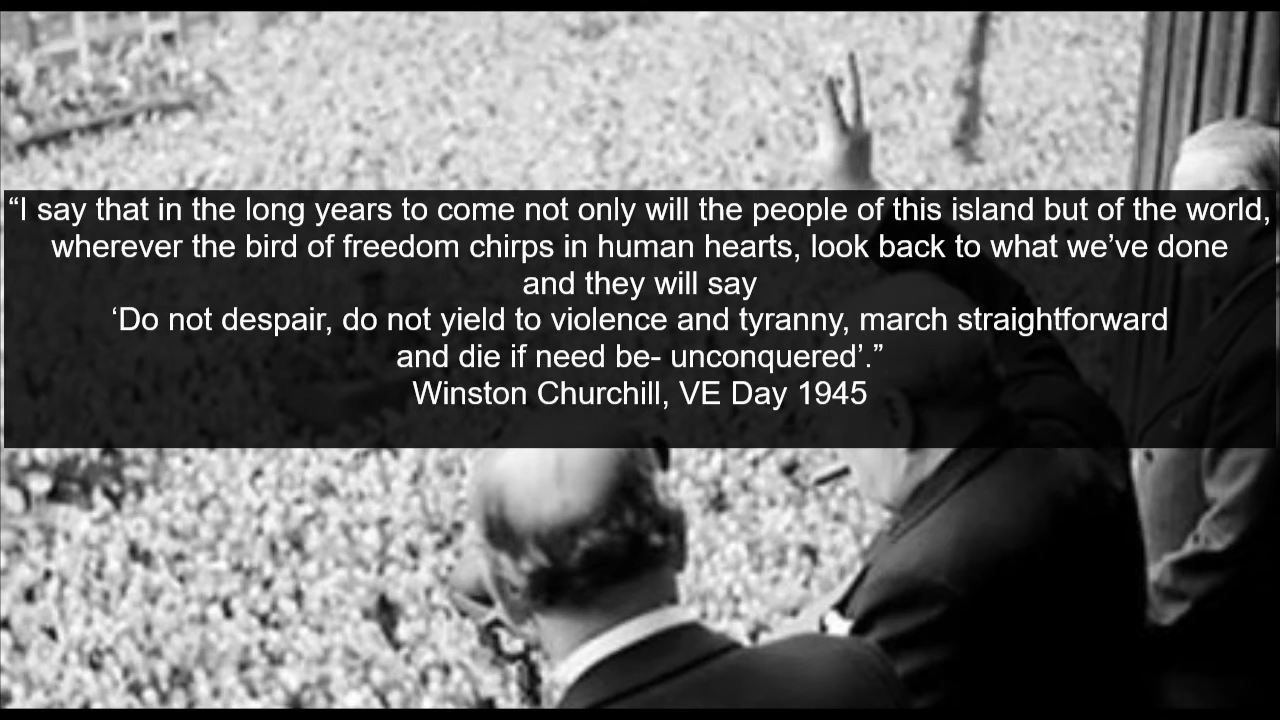 “I say that in the long years to come not only will the people of this island but of the world,
wherever the bird of freedom chirps in human hearts, look back to what we’ve done
and they will say
‘Do not despair, do not yield to violence and tyranny, march straightforward
and die if need be- unconquered’.”
Winston Churchill, VE Day 1945